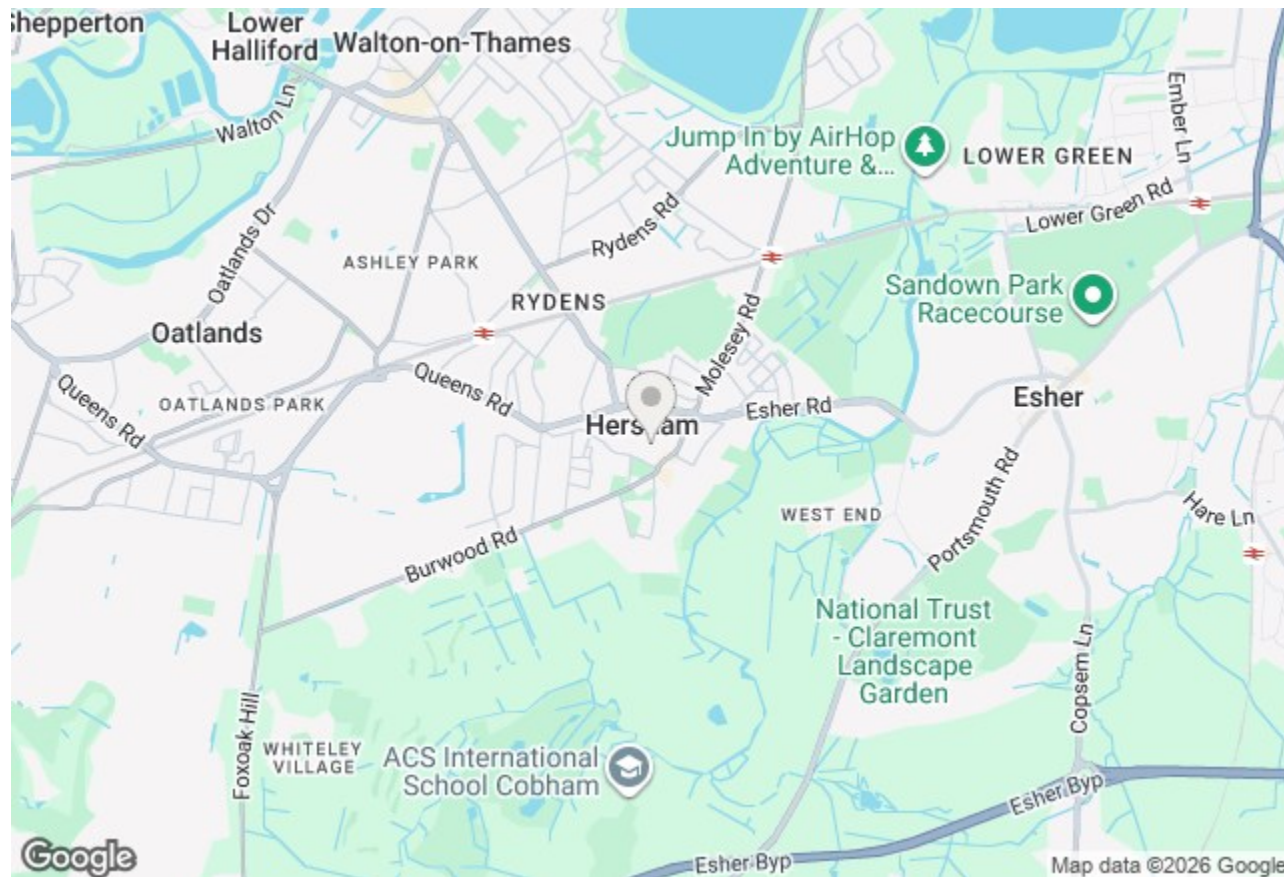 Shepperton
Lower
Halliford
Walton-on-Thames
Walton Ln
Ember Ln
Jump In by AirHop
Adventure &...
LOWER GREEN
Lower Green Rd
Oatlands Dr
Rydens Rd
ASHLEY PARK
Sandown Park
Racecourse
RYDENS
Oatlands
Molesey Rd
Queens Rd
Queens Rd
OATLANDS PARK
Esher Rd
Esher
Hersham
Portsmouth Rd
Hare Ln
WEST END
Burwood Rd
National Trust
- Claremont
Landscape
Garden
Copsem Ln
Foxoak Hill
WHITELEY
VILLAGE
ACS International
School Cobham
Esher Byp
Esher Byp
Google
Map data ©2026 Google